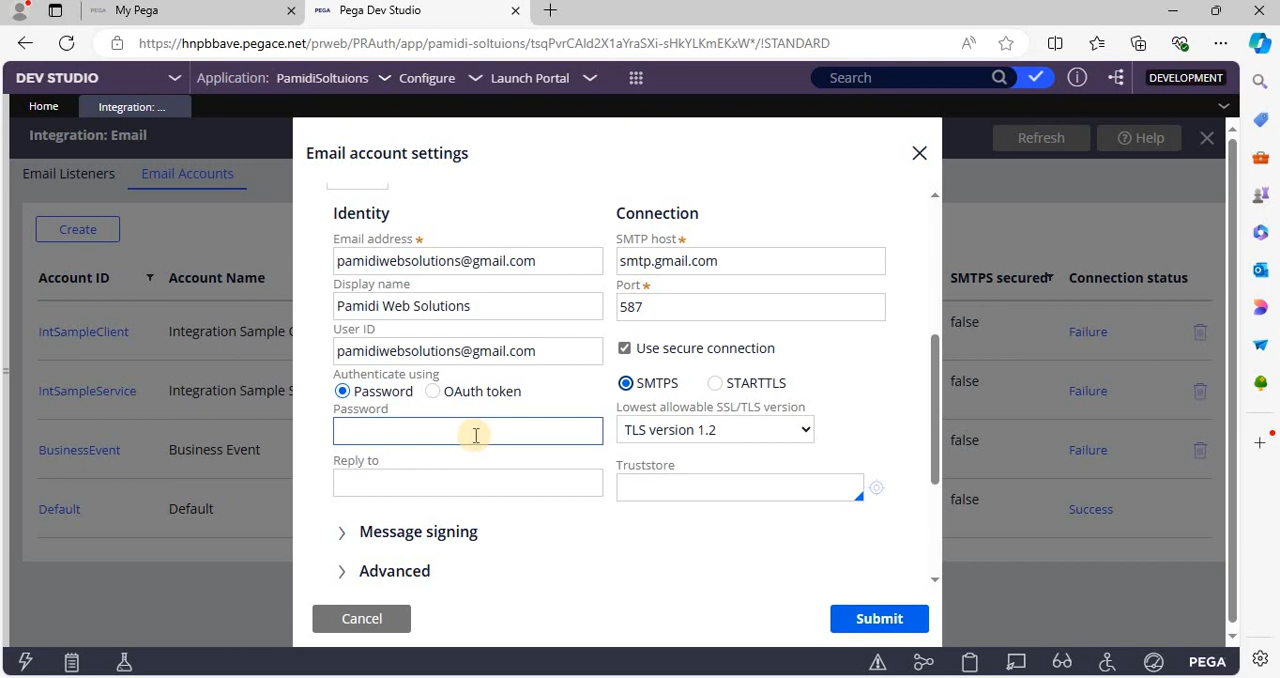 My Pega
Pega Dev Studio
https://hnpbbave.pegace.net/prweb/PRAuth/app/pamidi-soltuions/tsqPvrCAld2X1aYraSXi-sHkYLKmEKxW*/!STANDARD
DEV STUDIO Application: PamidiSoltuions Configure Launch Portal Search DEVELOPMENT
Home Integration: ...
Integration: Email Refresh Help
Email Listeners Email Accounts
Create
Account ID Account Name SMTPS secured Connection status
IntSampleClient Integration Sample C false Failure
IntSampleService Integration Sample S false Failure
BusinessEvent Business Event false Failure
Default Default false Success
Email account settings
Identity
Email address
pamidiwebsolutions@gmail.com
Display name
Pamidi Web Solutions
User ID
pamidiwebsolutions@gmail.com
Authenticate using
Password OAuth token
Password
Reply to
Connection
SMTP host
smtp.gmail.com
Port
587
Use secure connection
SMTPS STARTTLS
Lowest allowable SSL/TLS version
TLS version 1.2
Truststore
Message signing
Advanced
Cancel Submit
PEGA